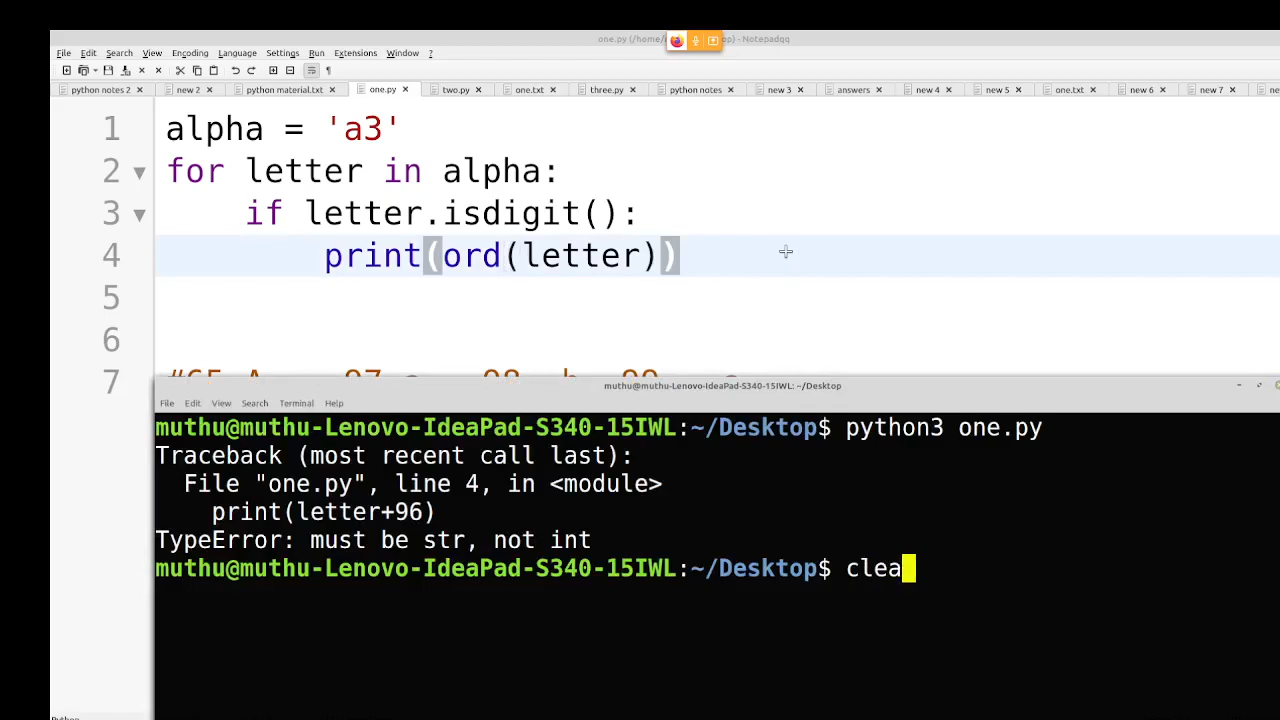 one.py (/home/ op) - Notepadqq
File Edit Search View Encoding Language Settings Run Extensions Window ?
python notes 2 new 2 python material.txt one.py two.py one.txt three.py python notes new 3 answers new 4 new 5 one.txt new 6 new 7
1 alpha = 'a3'
2 for letter in alpha:
3 if letter.isdigit():
4 print(ord(letter))
5
6
7
muthu@muthu-Lenovo-IdeaPad-S340-15IWL: ~/Desktop
File Edit View Search Terminal Help
muthu@muthu-Lenovo-IdeaPad-S340-15IWL:~/Desktop$ python3 one.py
Traceback (most recent call last):
File "one.py", line 4, in <module>
print(letter+96)
TypeError: must be str, not int
muthu@muthu-Lenovo-IdeaPad-S340-15IWL:~/Desktop$ clea